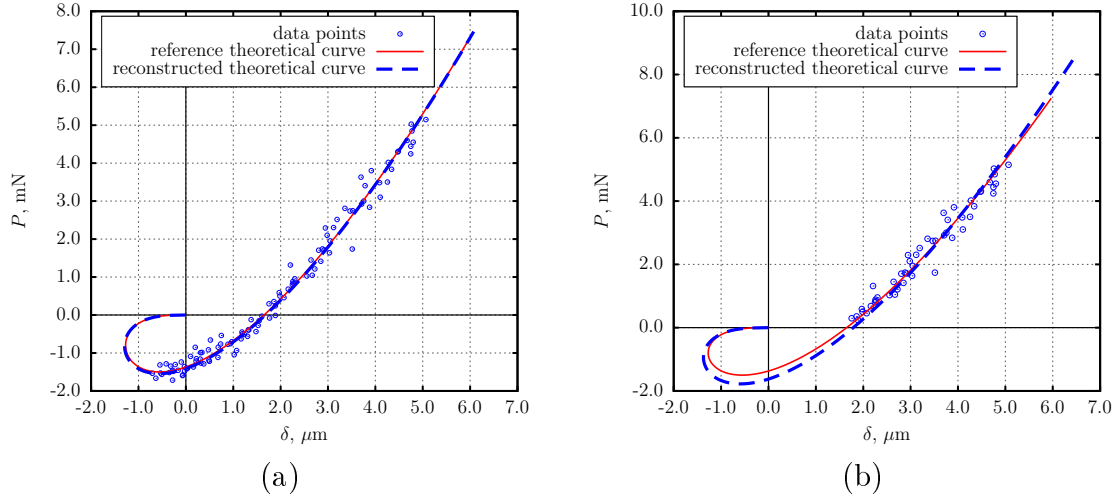 8.0
7.0
6.0
5.0
4.0
3.0
2.0
1.0
0.0
-1.0
-2.0
-2.0 -1.0 0.0 1.0 2.0 3.0 4.0 5.0 6.0 7.0
P, mN
δ, μm
data points
reference theoretical curve
reconstructed theoretical curve
(a)
10.0
8.0
6.0
4.0
2.0
0.0
-2.0
-2.0 -1.0 0.0 1.0 2.0 3.0 4.0 5.0 6.0 7.0
P, mN
δ, μm
data points
reference theoretical curve
reconstructed theoretical curve
(b)